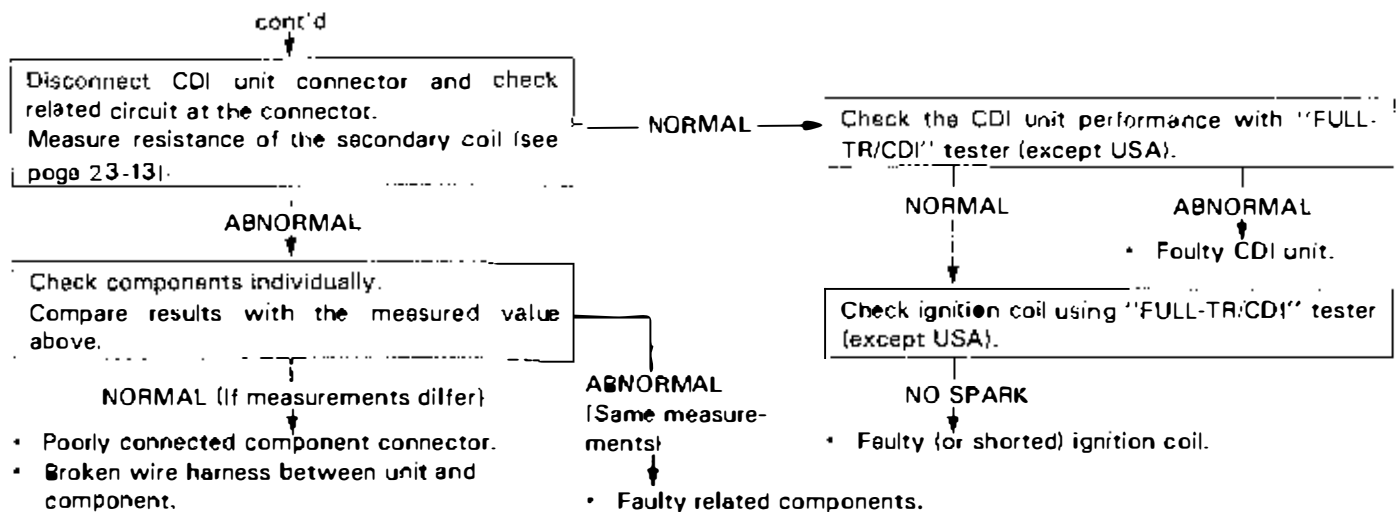 cont'd
Disconnect CDI unit connector and check
related circuit at the connector.
Measure resistance of the secondary coil (see
page 23-13).
NORMAL
Check the CDI unit performance with "FULL-
TR/CDI" tester (except USA).
ABNORMAL
NORMAL
ABNORMAL
• Faulty CDI unit.
Check components individually.
Compare results with the measured value
above.
Check ignition coil using "FULL-TR/CDI" tester
(except USA).
NORMAL (If measurements differ)
ABNORMAL
(Same measure-
ments)
NO SPARK
• Poorly connected component connector.
• Broken wire harness between unit and
component.
• Faulty (or shorted) ignition coil.
• Faulty related components.